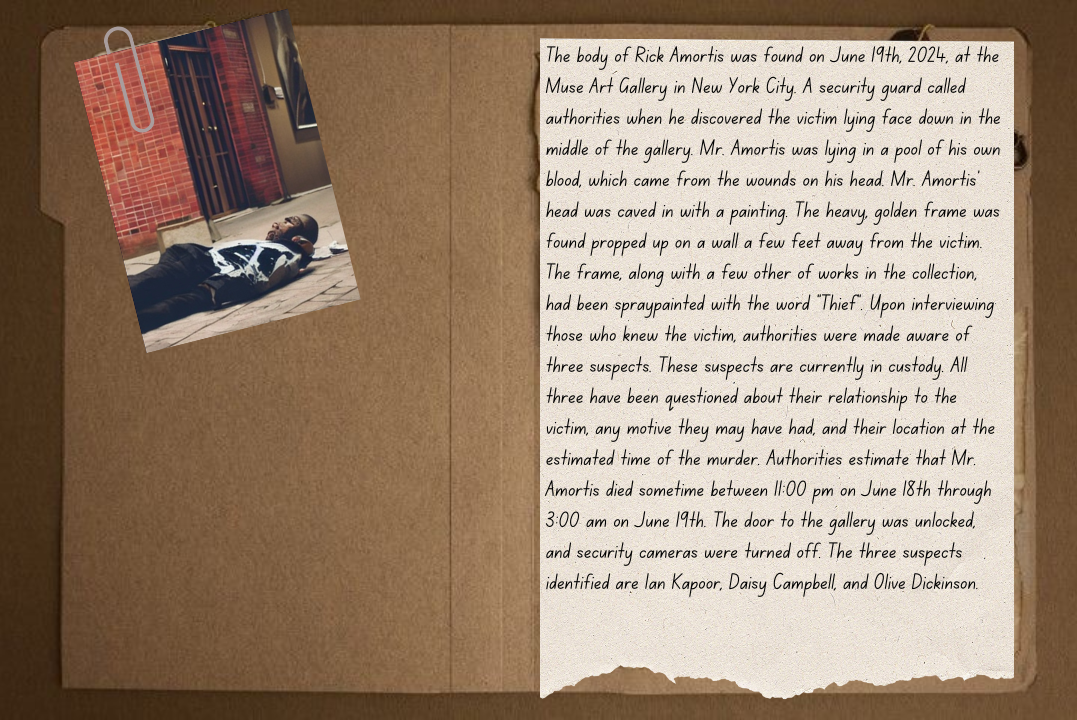 The body of Rick Amortis was found on June 19th, 2024, at the
Muse Art Gallery in New York City. A security guard called
authorities when he discovered the victim lying face down in the
middle of the gallery. Mr. Amortis was lying in a pool of his own
blood, which came from the wounds on his head. Mr. Amortis'
head was caved in with a painting. The heavy, golden frame was
found propped up on a wall a few feet away from the victim.
The frame, along with a few other of works in the collection,
had been spraypainted with the word "Thief". Upon interviewing
those who knew the victim, authorities were made aware of
three suspects. These suspects are currently in custody. All
three have been questioned about their relationship to the
victim, any motive they may have had, and their location at the
estimated time of the murder. Authorities estimate that Mr.
Amortis died sometime between 11:00 pm on June 18th through
3:00 am on June 19th. The door to the gallery was unlocked,
and security cameras were turned off. The three suspects
identified are Ian Kapoor, Daisy Campbell, and Olive Dickinson.